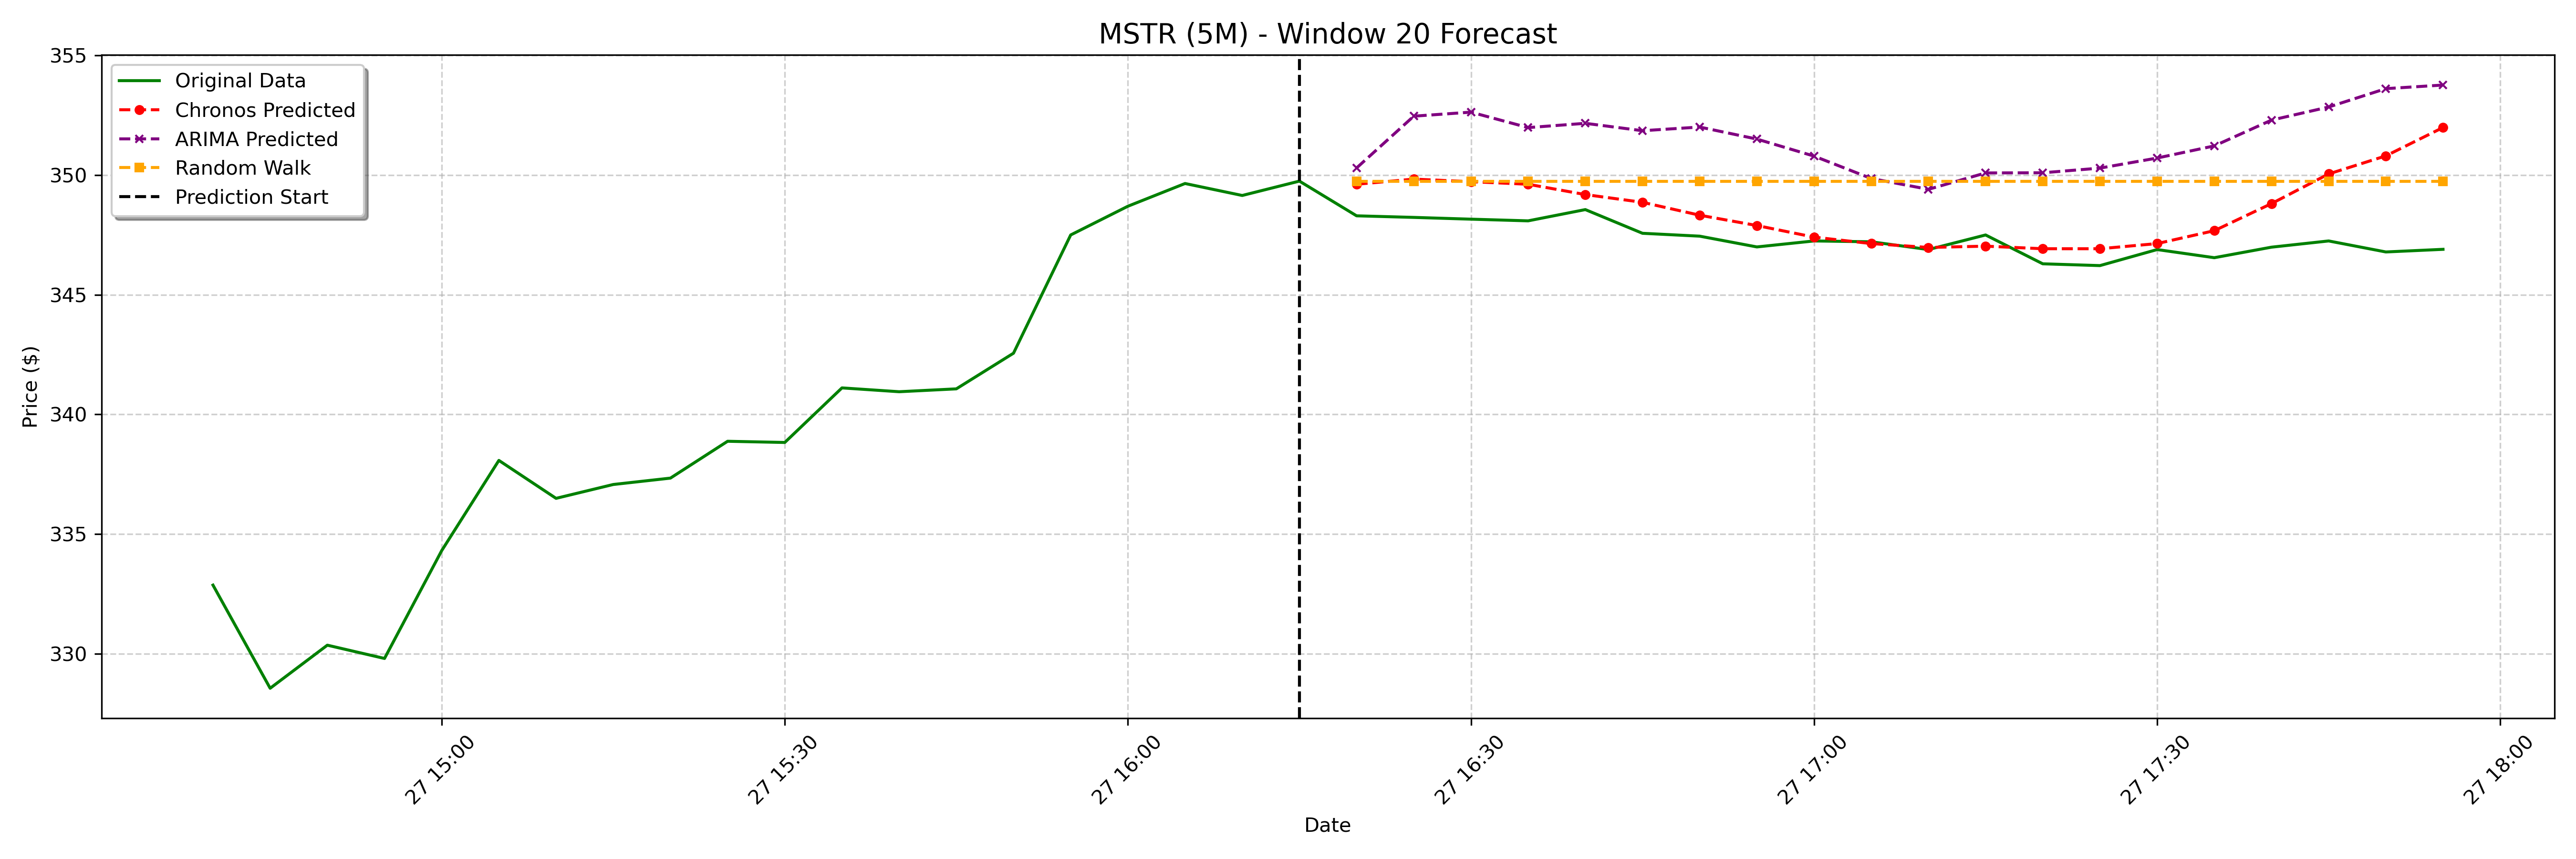 MSTR (5M) - Window 20 Forecast
Original Data
Chronos Predicted
ARIMA Predicted
Random Walk
Prediction Start
Price ($)
355
350
345
340
335
330
27 15:00
27 15:30
27 16:00
27 16:30
27 17:00
27 17:30
27 18:00
Date